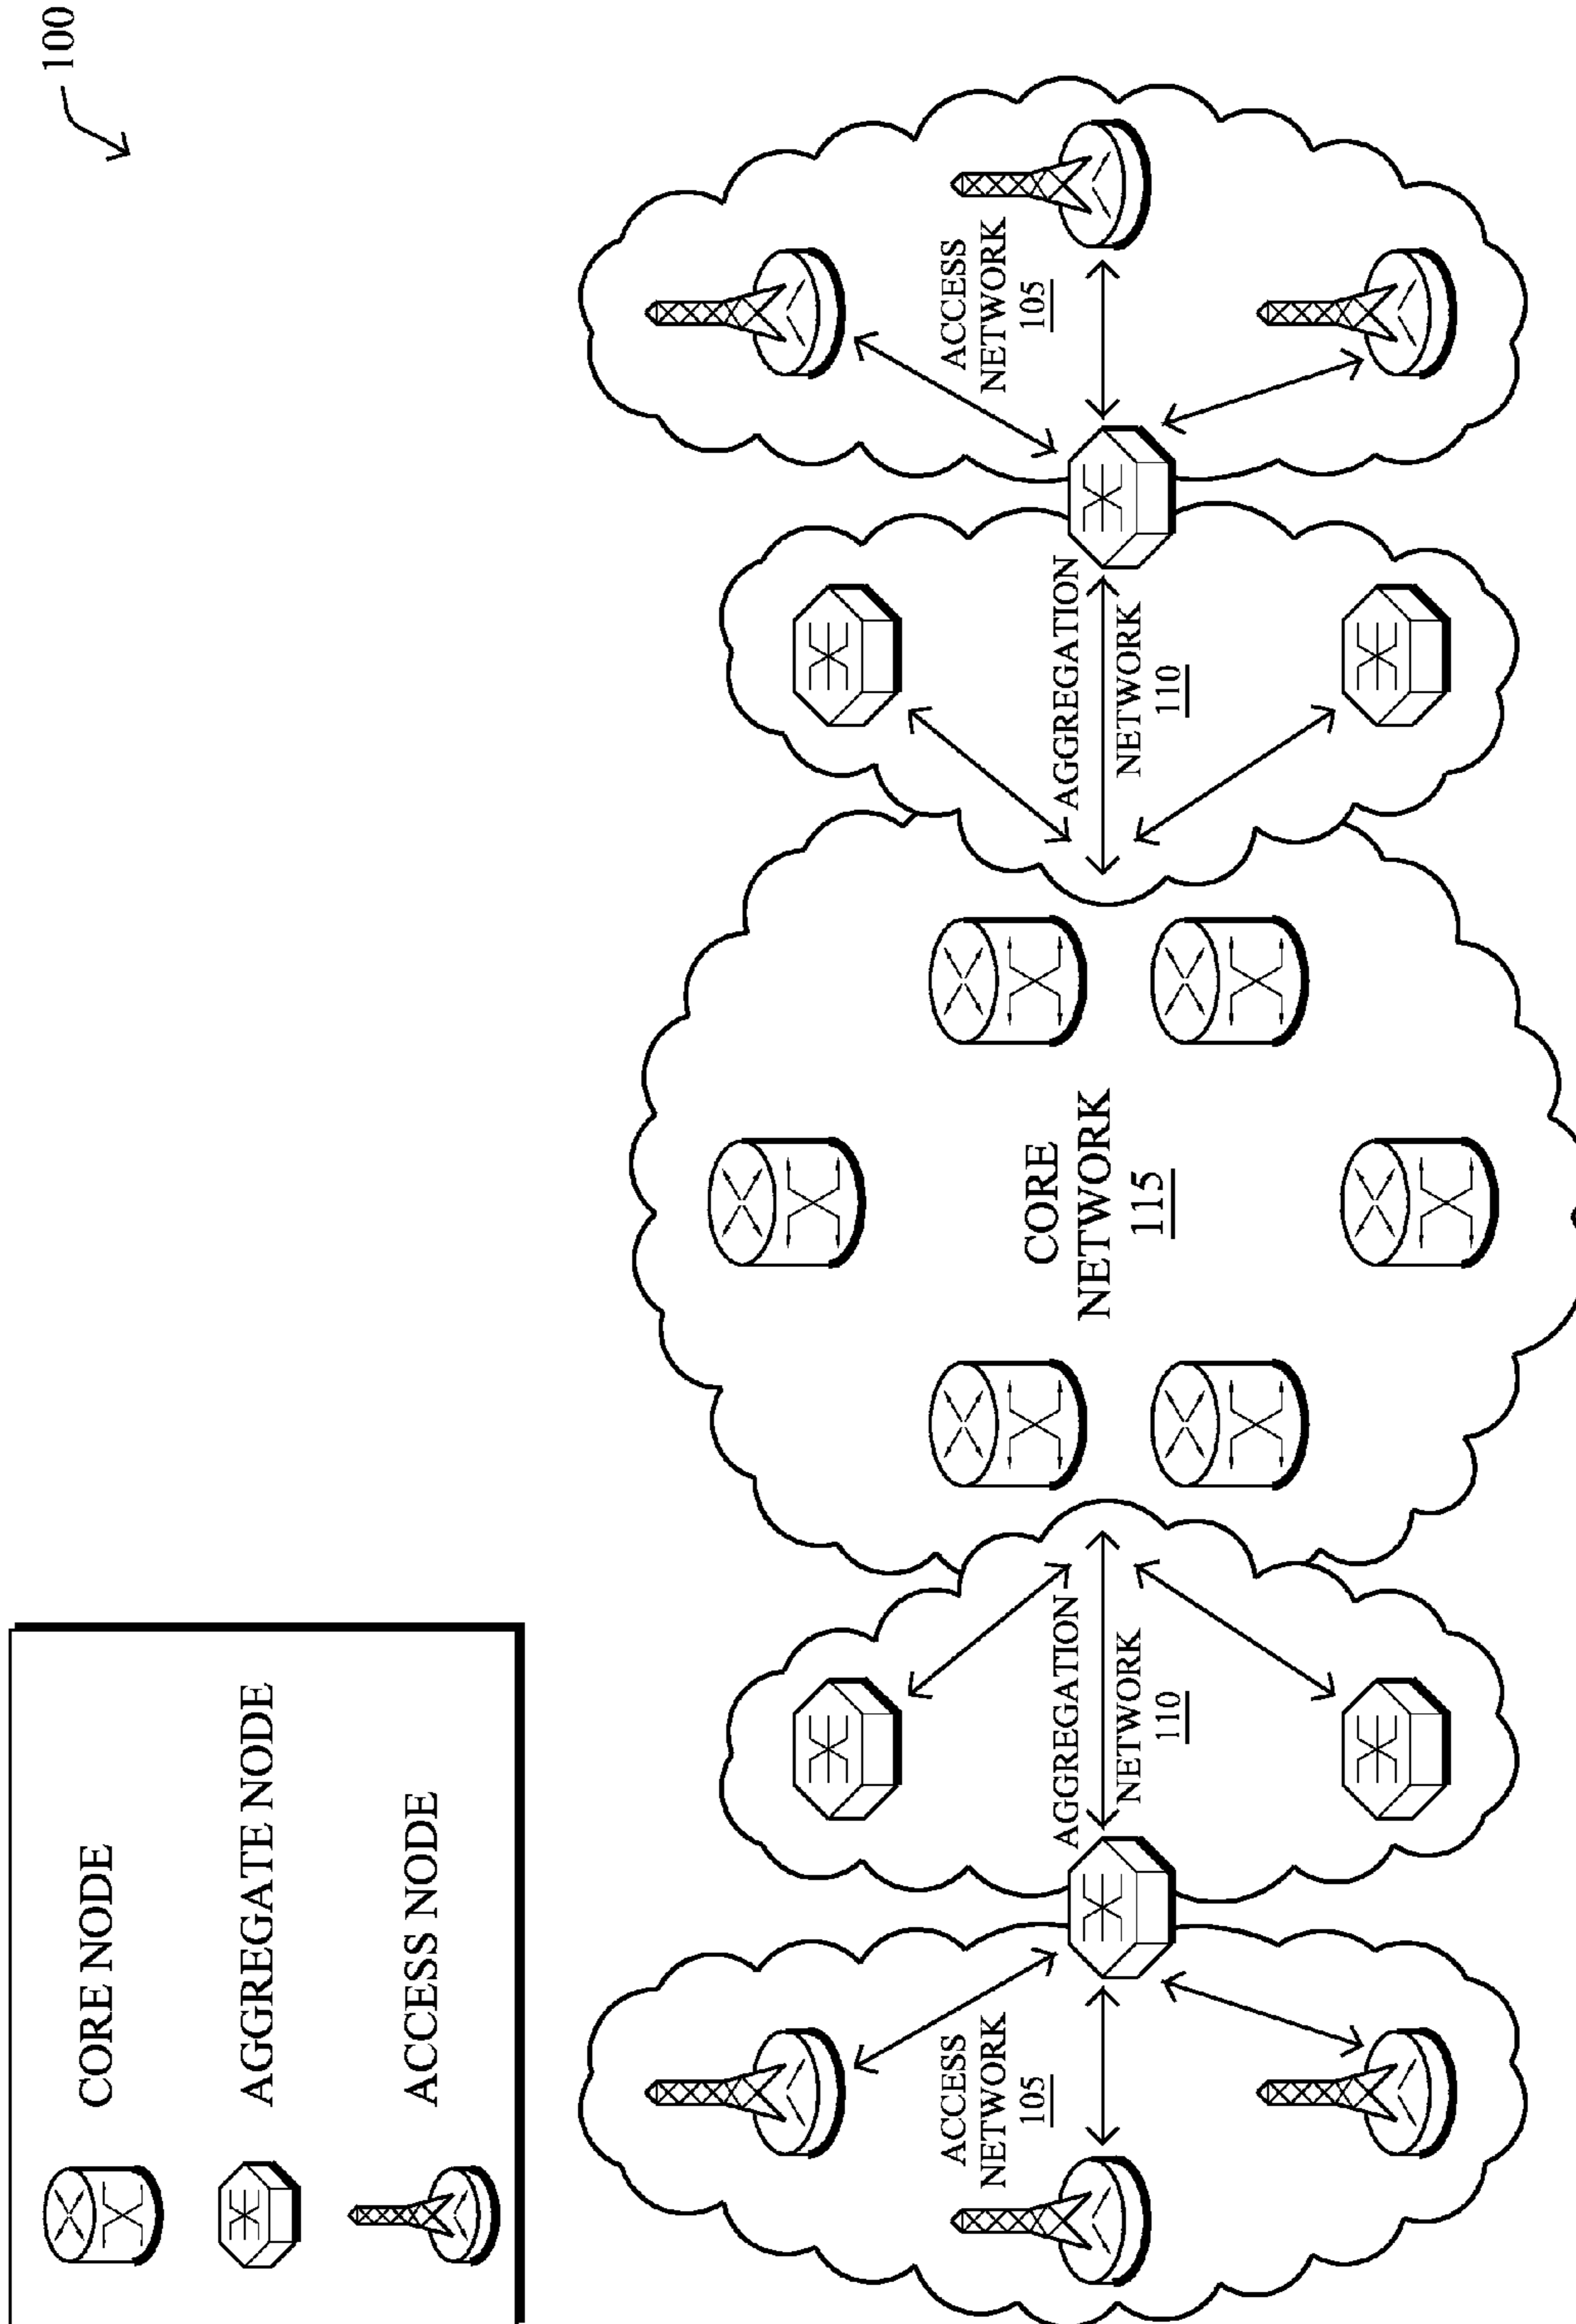 100
CORE NODE
AGGREGATE NODE
ACCESS NODE
ACCESS
NETWORK
105
AGGREGATION
NETWORK
110
CORE
NETWORK
115
AGGREGATION
NETWORK
110
ACCESS
NETWORK
105